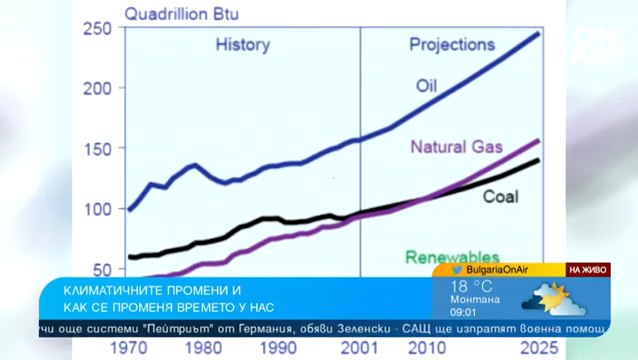 Quadrillion Btu
250
History
Projections
ON
AIR
200
Oil
150
Natural Gas
100
Coal
50
Renewables
BulgariaOnAir
НА ЖИВО
КЛИМАТИЧНИТЕ ПРОМЕНИ И
КАК СЕ ПРОМЕНЯ ВРЕМЕТО У НАС
18 °C
Монтана
09:01
още системи "Пейтриът" от Германия, обяви Зеленски · САЩ ще изпратят военна помощ
1970
1980
1990
2001
2010
2025